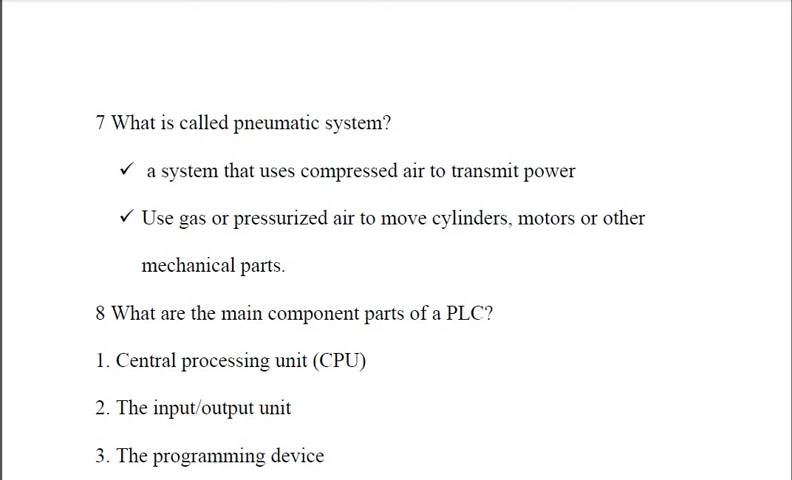 7 What is called pneumatic system?
✓ a system that uses compressed air to transmit power
✓ Use gas or pressurized air to move cylinders, motors or other
mechanical parts.
8 What are the main component parts of a PLC?
1. Central processing unit (CPU)
2. The input/output unit
3. The programming device